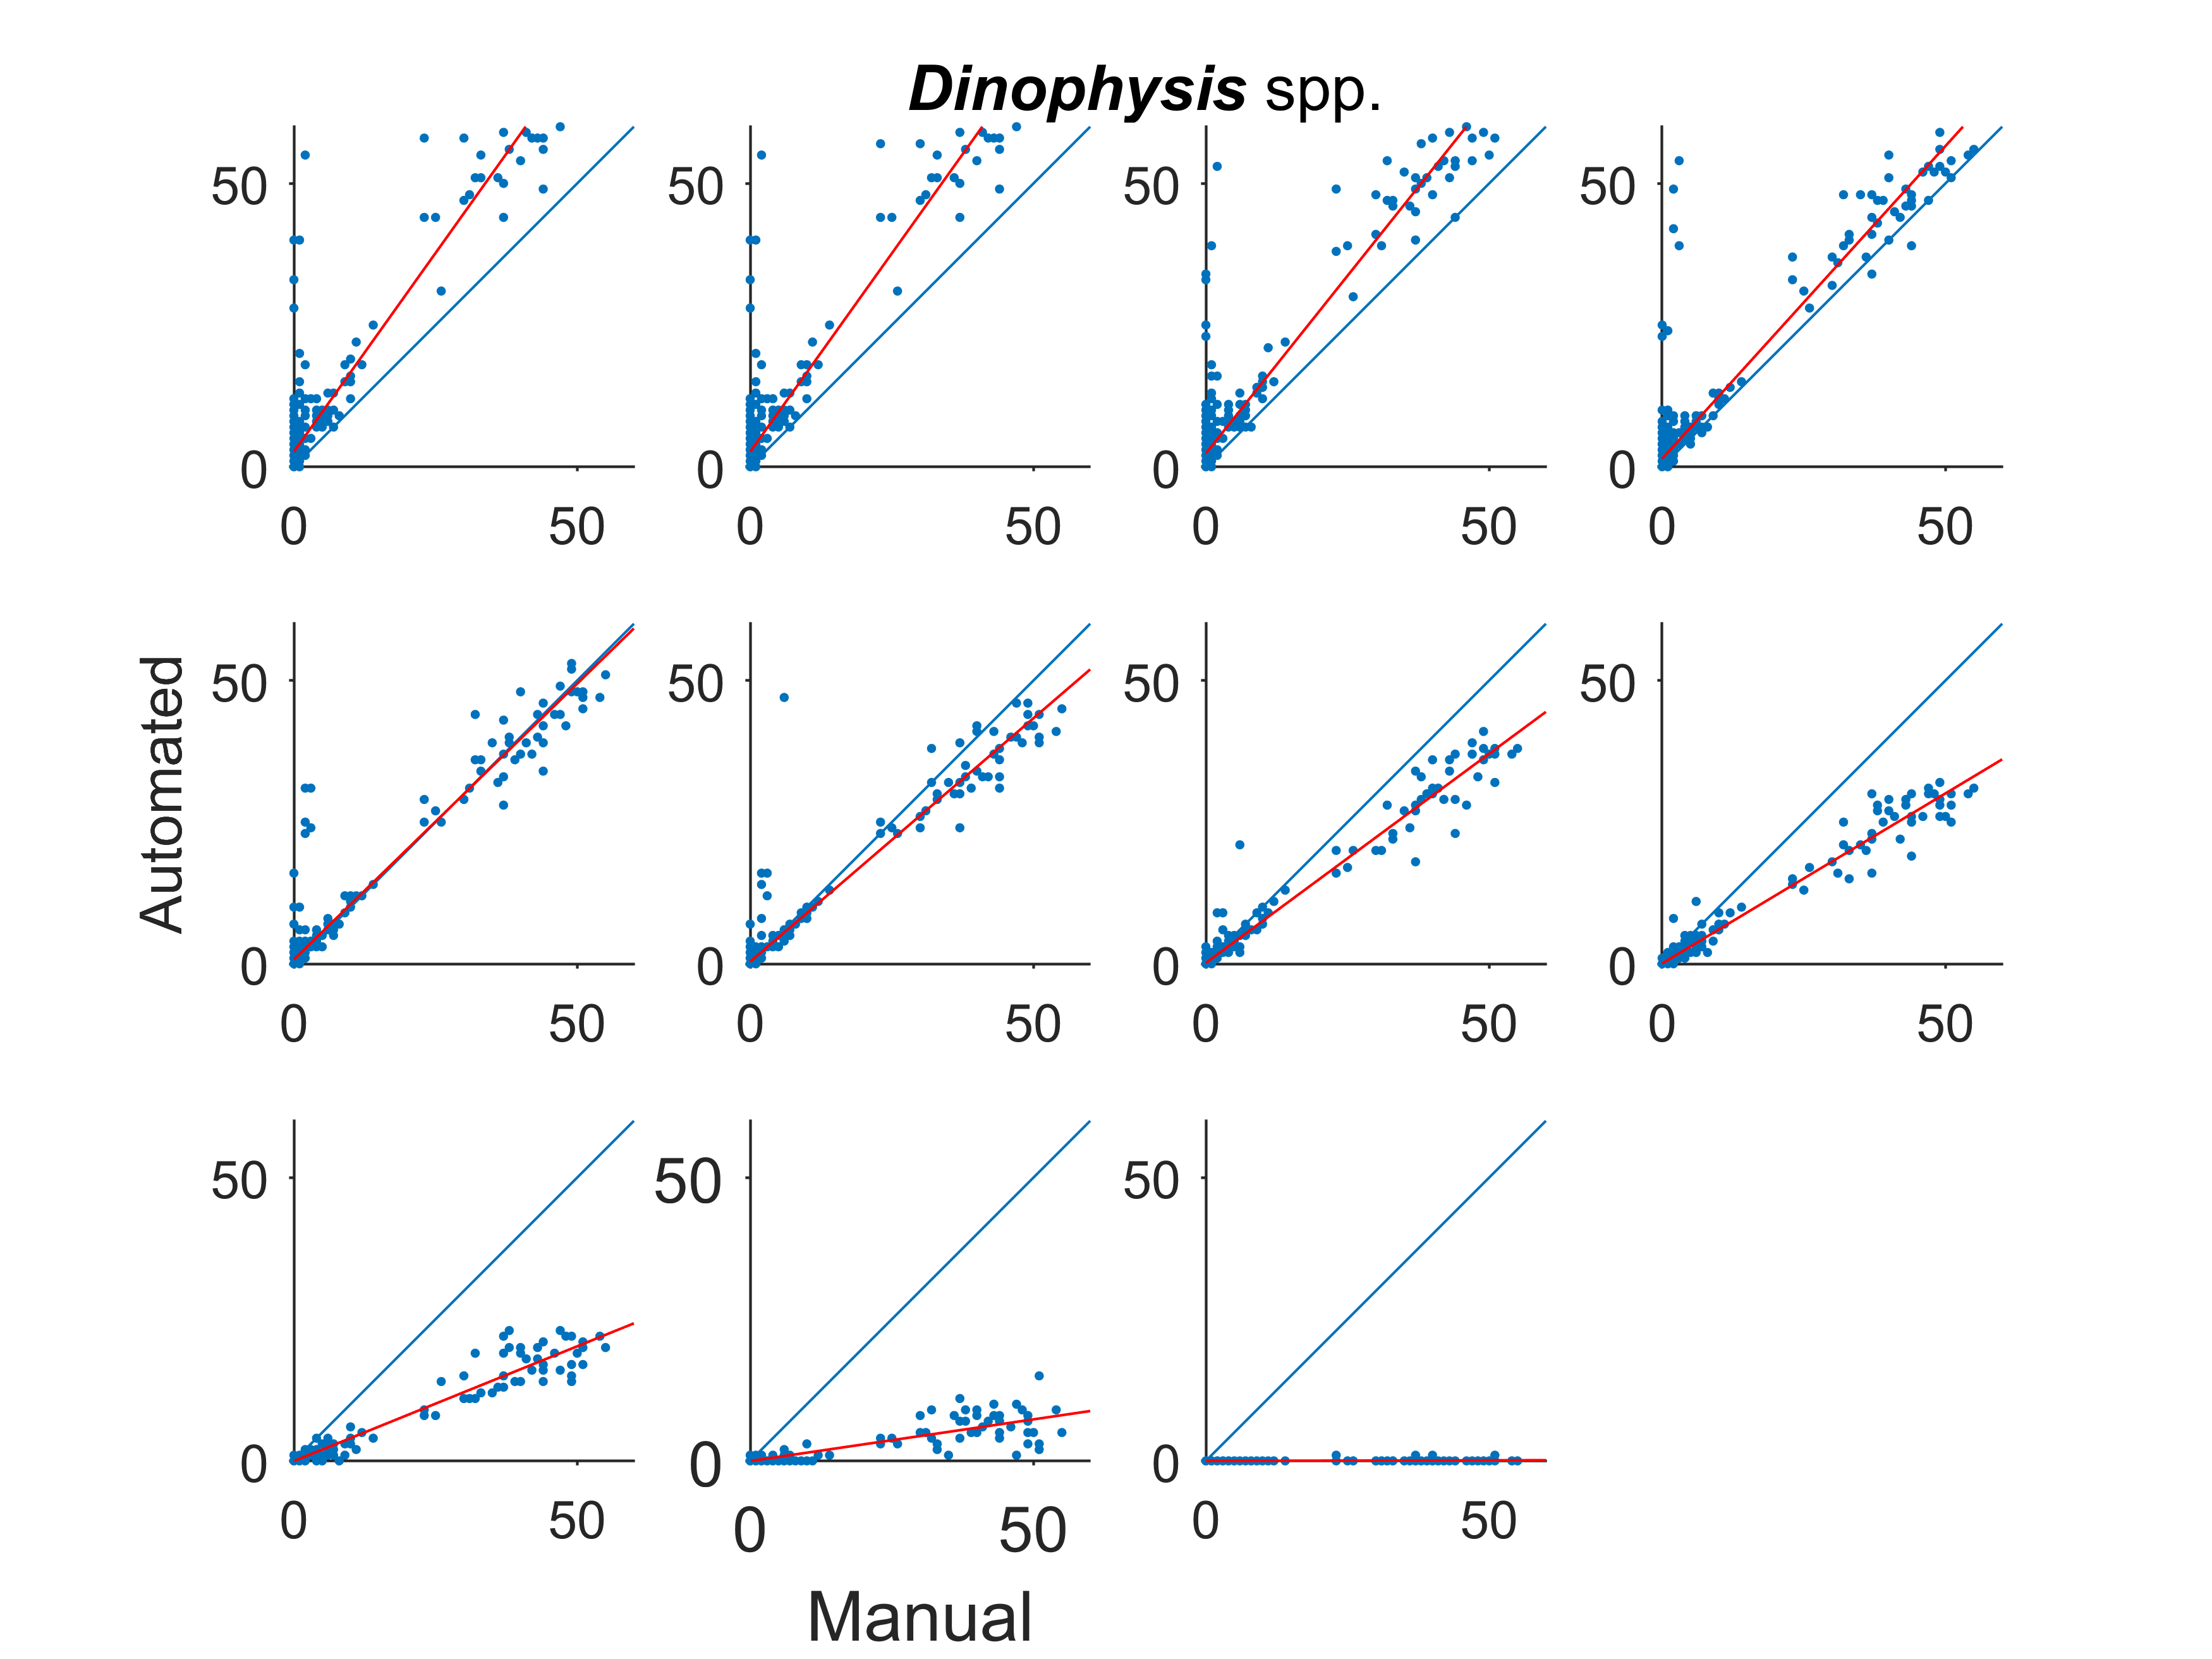 Dinophysis spp.
50 50 50 50
0 0 0 0
0 50 0 50 0 50 0 50
Automated
50 50 50 50
0 0 0 0
0 50 0 50 0 50 0 50
50 50 50
0 0 0
0 50 0 50 0 50
Manual